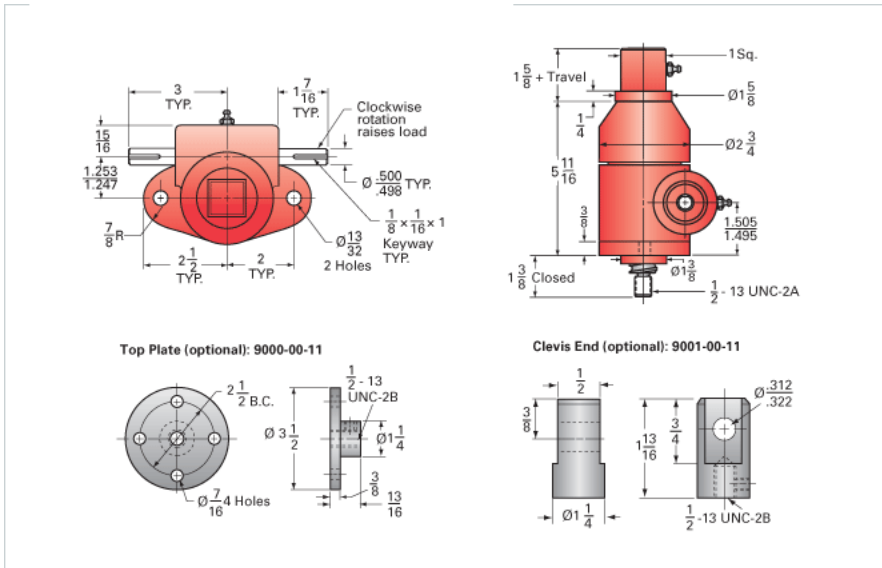 3
TYP.
1 7/16
TYP.
Clockwise
rotation
raises load
15/16
1.253
1.247
Ø .500/.498 TYP.
7/8 R
1/8 × 1/16 × 1
Keyway
TYP.
Ø 13/32
2 Holes
2 1/2
TYP.
2
TYP.
1 Sq.
1 5/8 + Travel
Ø1 5/8
1/4
Ø2 3/4
5 11/16
3/8
1.505
1.495
1 3/8 Closed
Ø1 3/8
1/2 - 13 UNC-2A
Top Plate (optional): 9000-00-11
2 1/2 B.C.
Ø 7/16 4 Holes
1/2 - 13
UNC-2B
Ø 3 1/2
Ø1 1/4
3/8
13/16
Clevis End (optional): 9001-00-11
1/2
3/8
Ø1 1/4
Ø .312
.322
3/4
1 13/16
1/2 -13 UNC-2B